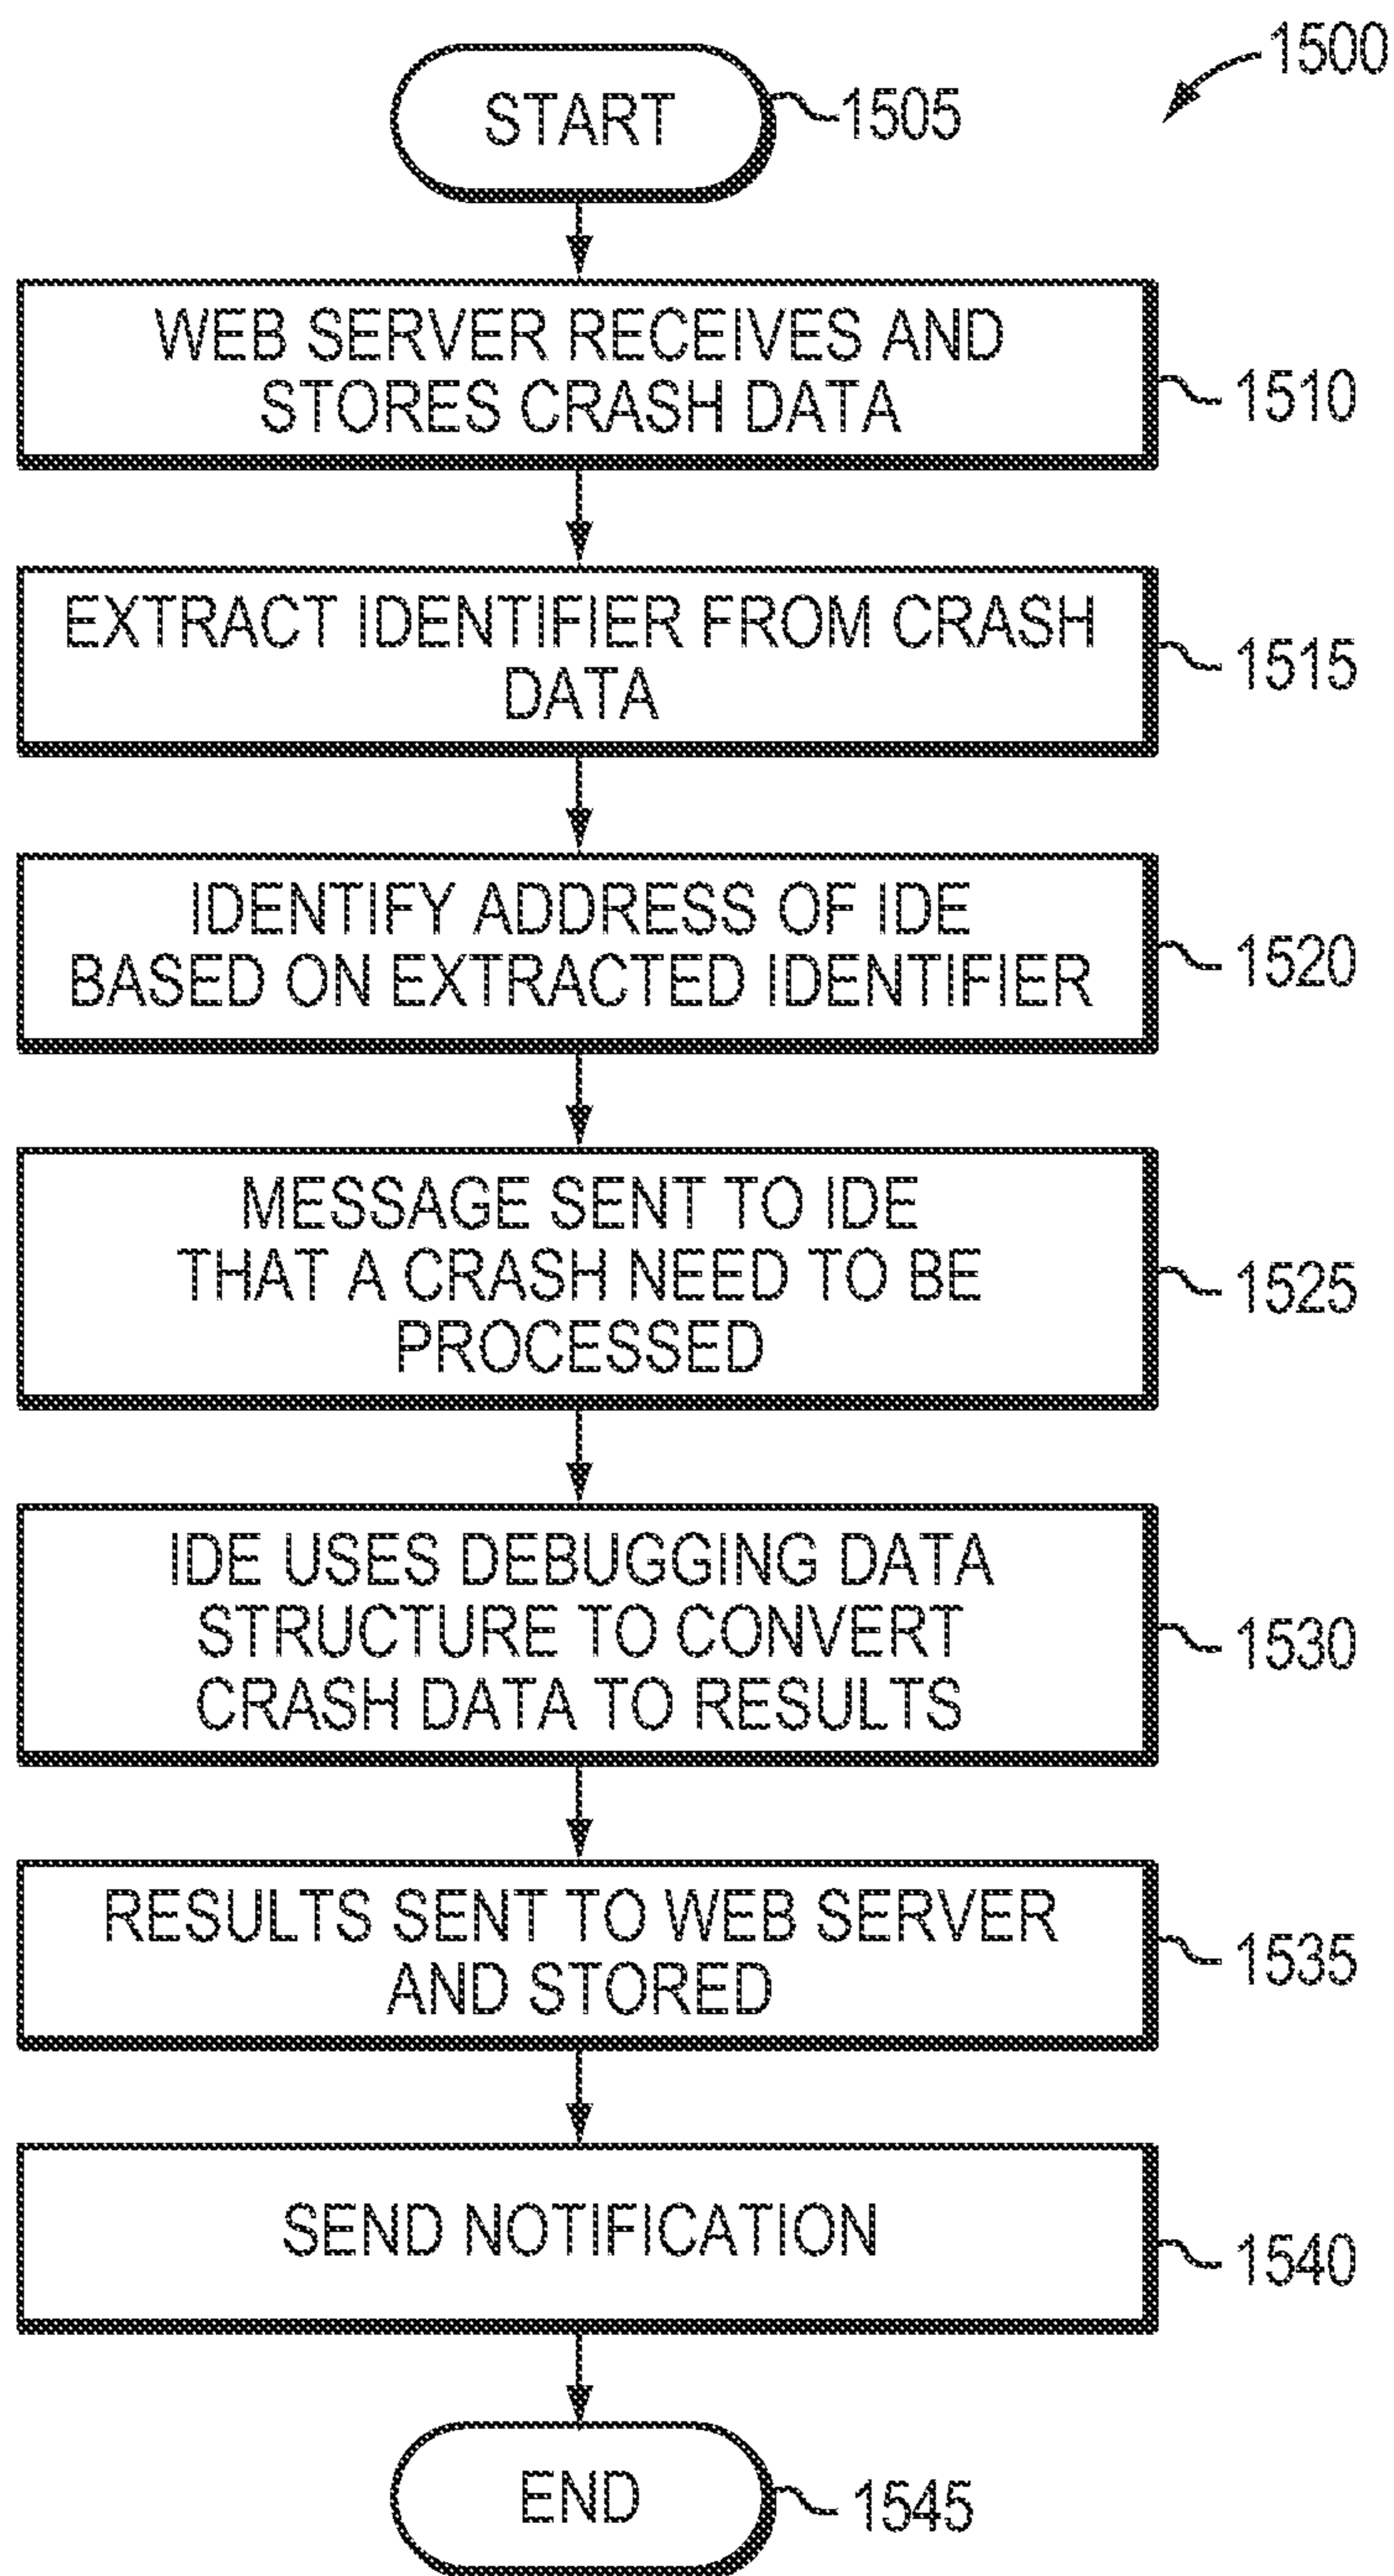 1500
START
1505
WEB SERVER RECEIVES AND
STORES CRASH DATA
1510
EXTRACT IDENTIFIER FROM CRASH
DATA
1515
IDENTIFY ADDRESS OF IDE
BASED ON EXTRACTED IDENTIFIER
1520
MESSAGE SENT TO IDE
THAT A CRASH NEED TO BE
PROCESSED
1525
IDE USES DEBUGGING DATA
STRUCTURE TO CONVERT
CRASH DATA TO RESULTS
1530
RESULTS SENT TO WEB SERVER
AND STORED
1535
SEND NOTIFICATION
1540
END
1545